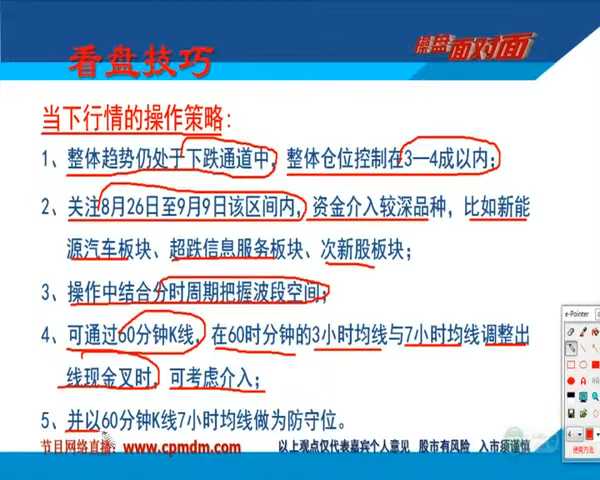 看盘技巧
操盘面对面
当下行情的操作策略:
1、整体趋势仍处于下跌通道中，整体仓位控制在3—4成以内；
2、关注8月26日至9月9日该区间内，资金介入较深品种，比如新能
源汽车板块、超跌信息服务板块、次新股板块；
3、操作中结合分时周期把握波段空间；
4、可通过60分钟K线，在60时分钟的3小时均线与7小时均线调整出
线现金叉时，可考虑介入；
5、并以60分钟K线7小时均线做为防守位。
节目网络直播：www.cpmdm.com
以上观点仅代表嘉宾个人意见 股市有风险 入市须谨慎
e-Pointer
4
使用方法